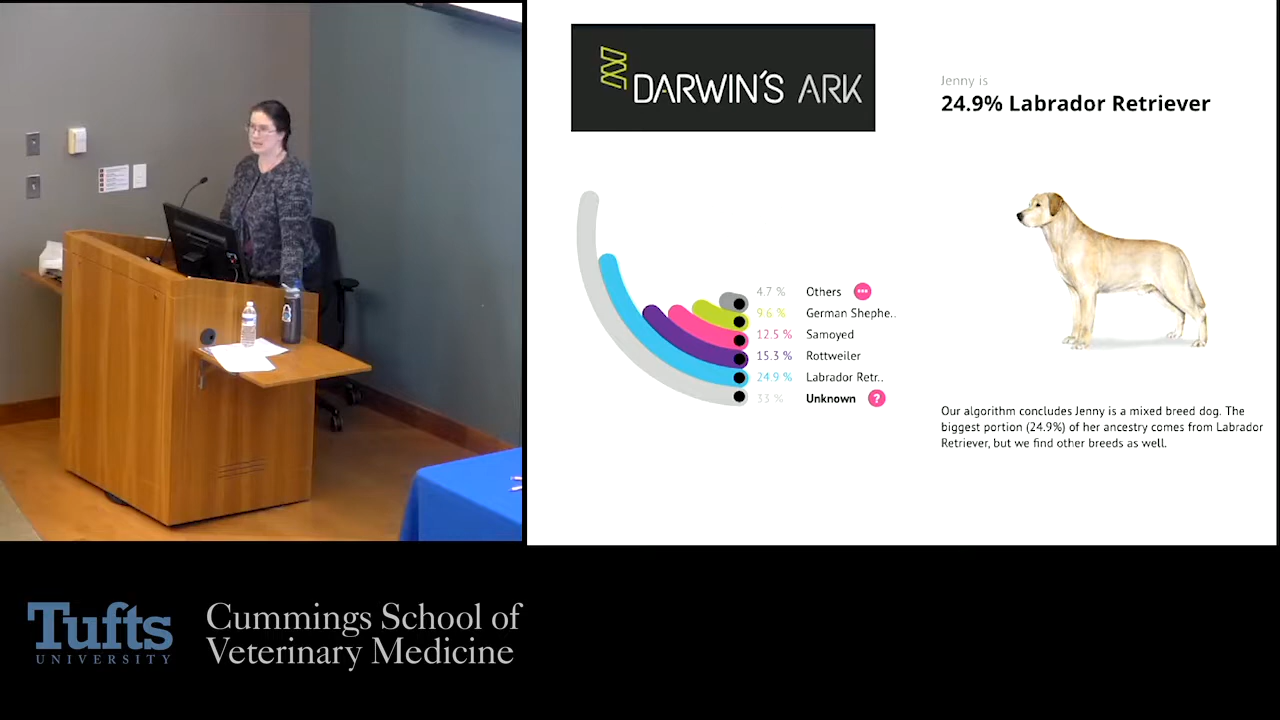 DARWIN'S ARK
Jenny is
24.9% Labrador Retriever
4.7 % Others
9.6 % German Shephe..
12.5 % Samoyed
15.3 % Rottweiler
24.9 % Labrador Retr..
33 % Unknown ?
Our algorithm concludes Jenny is a mixed breed dog. The
biggest portion (24.9%) of her ancestry comes from Labrador
Retriever, but we find other breeds as well.
Tufts
UNIVERSITY
Cummings School of
Veterinary Medicine